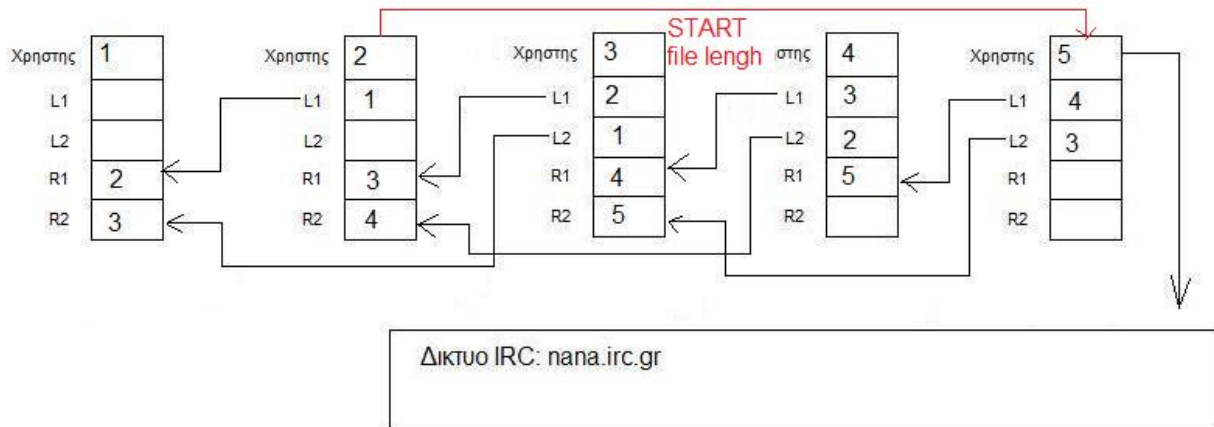 START
file lengh
Χρηστης 1
L1
L2
R1 2
R2 3
Χρηστης 2
L1 1
L2
R1 3
R2 4
3
Χρηστης
L1 2
L2 1
R1 4
R2 5
στης 4
L1 3
L2 2
R1 5
R2
Χρηστης 5
L1 4
L2 3
R1
R2
Δικτυο IRC: nana.irc.gr